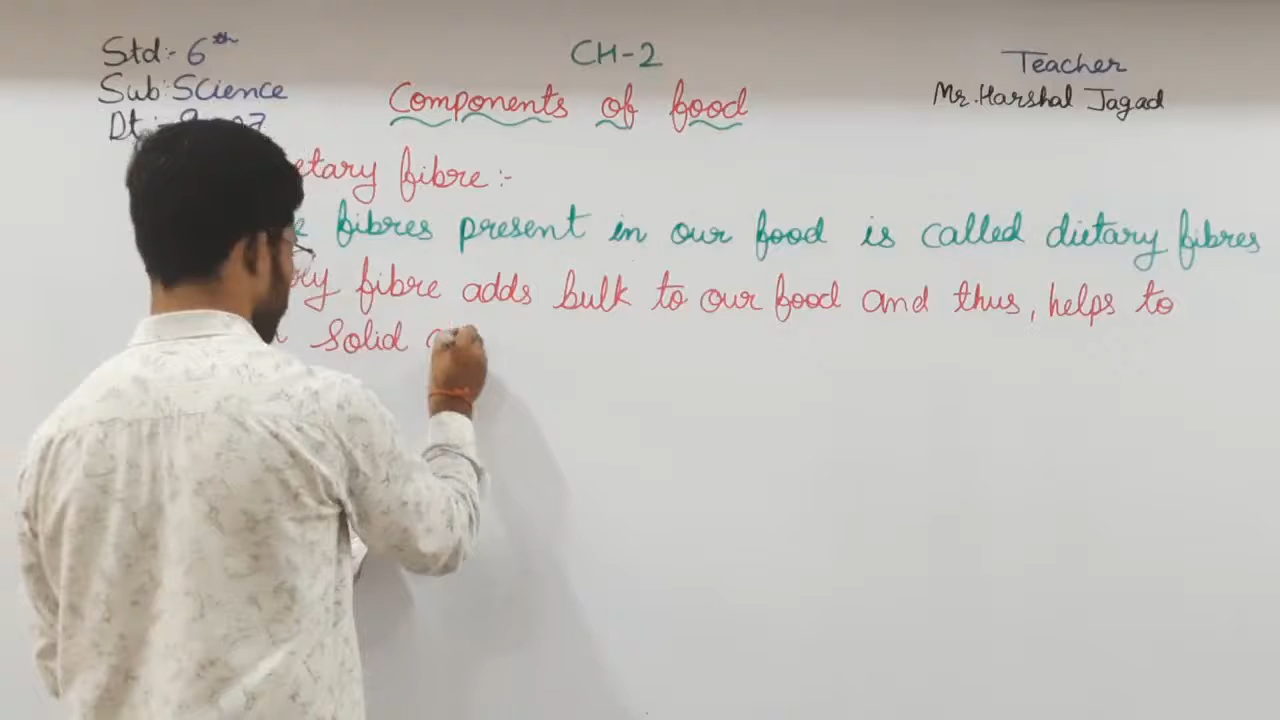 Std:- 6th
Sub: Science
CH-2
Components of food
Teacher
Mr. Harshal Jagad
Dt:-
fibre :-
fibres present in our food is called dietary fibres
fibre adds bulk to our food and thus, helps to
solid